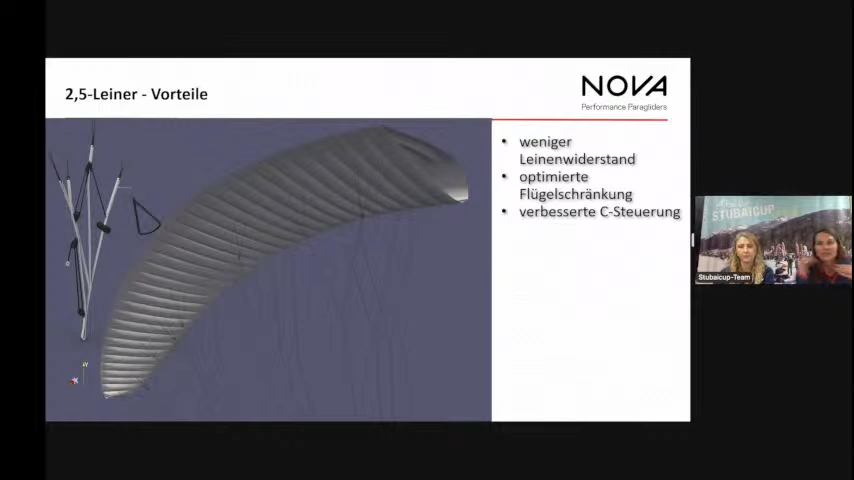 2,5-Leiner - Vorteile
NOVA
Performance Paragliders
• weniger
Leinenwiderstand
• optimierte
Flügelschränkung
• verbesserte C-Steuerung
STUBAICUP
Stubaicup-Team